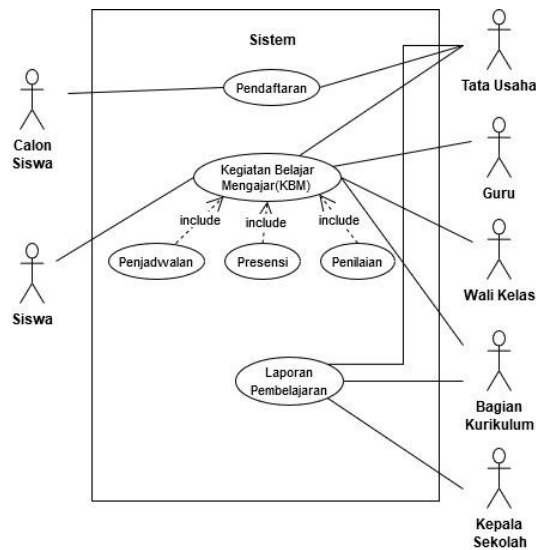 Sistem
Tata Usaha
Pendaftaran
Calon
Siswa
Kegiatan Belajar
Mengajar(KBM)
Guru
include
include
include
Penjadwalan
Presensi
Penilaian
Siswa
Wali Kelas
Laporan
Pembelajaran
Bagian
Kurikulum
Kepala
Sekolah